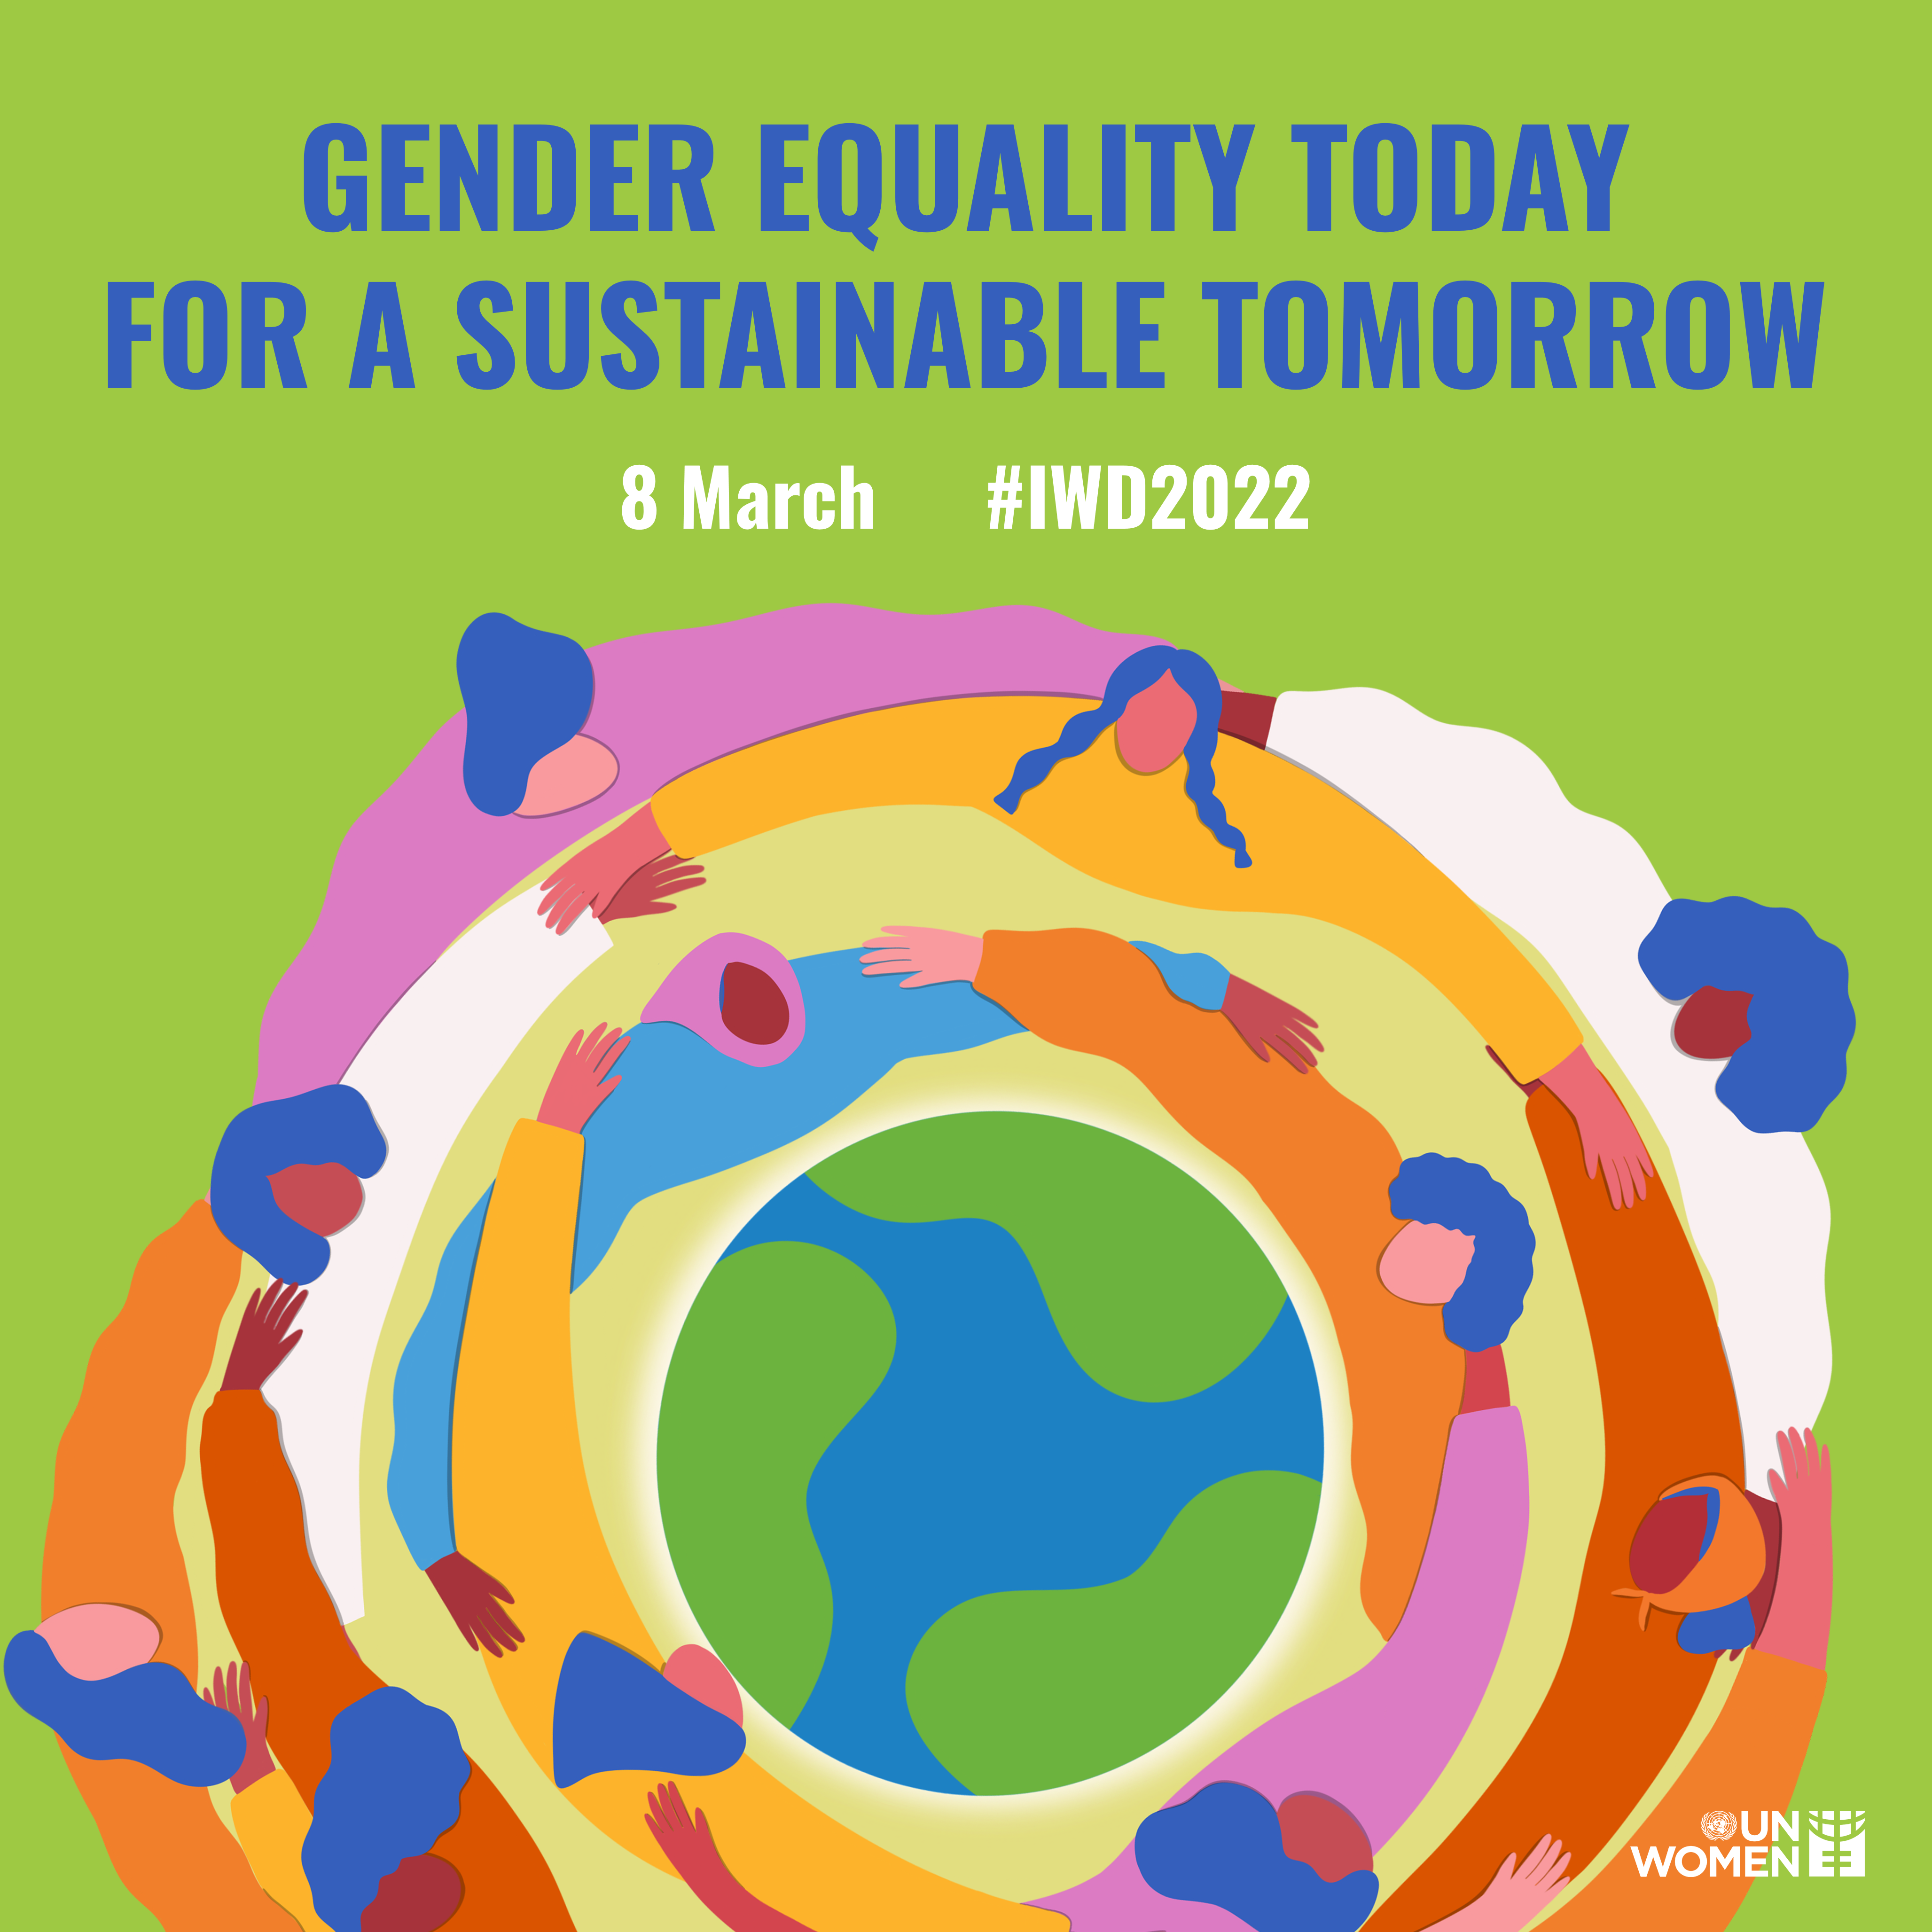 GENDER EQUALITY TODAY
FOR A SUSTAINABLE TOMORROW
8 March #IWD2022
UN
WOMEN